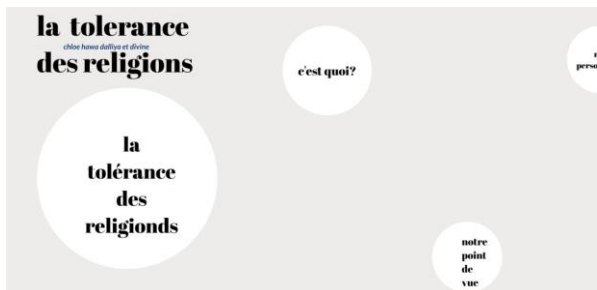 la tolerance
chloe hawa dalliya et divine
des religions
c'est quoi?
la
tolérance
des
religionds
notre
point
de
vue